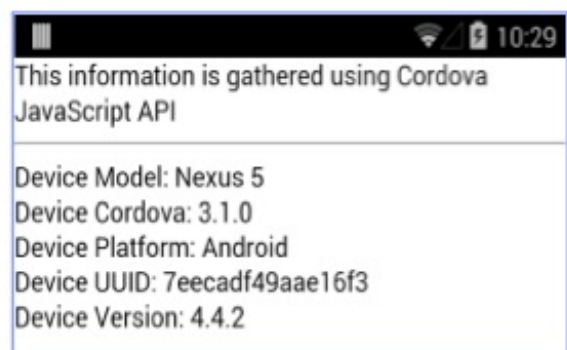 10:29
This information is gathered using Cordova
JavaScript API
Device Model: Nexus 5
Device Cordova: 3.1.0
Device Platform: Android
Device UUID: 7eecadf49aae16f3
Device Version: 4.4.2